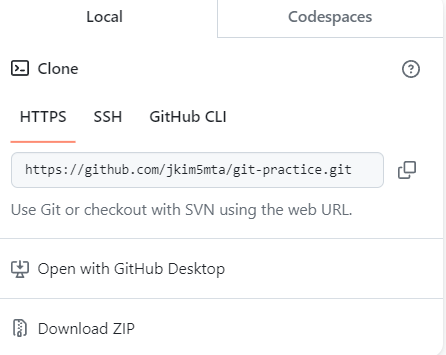 Local Codespaces
Clone
HTTPS SSH GitHub CLI
https://github.com/jkim5mta/git-practice.git
Use Git or checkout with SVN using the web URL.
Open with GitHub Desktop
Download ZIP